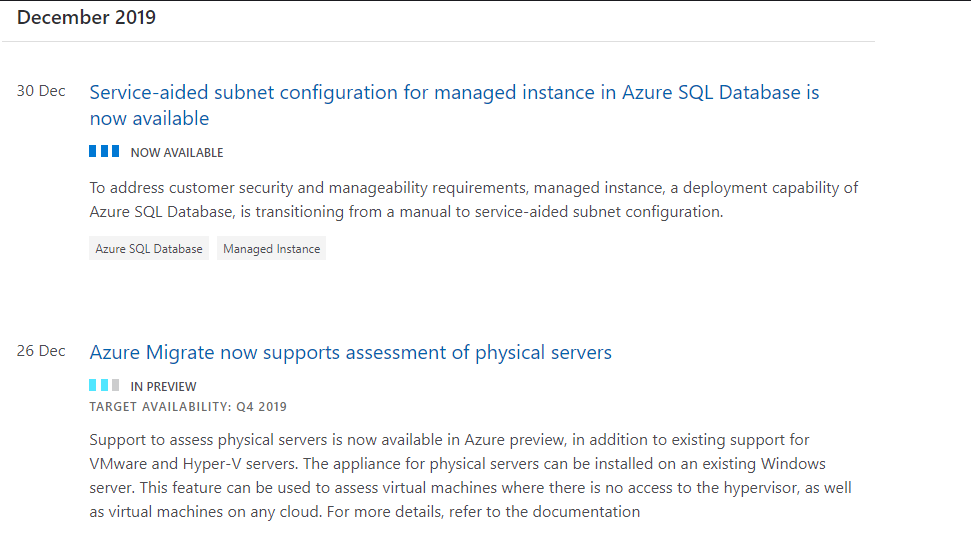 December 2019
30 Dec
Service-aided subnet configuration for managed instance in Azure SQL Database is
now available
NOW AVAILABLE
To address customer security and manageability requirements, managed instance, a deployment capability of
Azure SQL Database, is transitioning from a manual to service-aided subnet configuration.
Azure SQL Database Managed Instance
26 Dec
Azure Migrate now supports assessment of physical servers
IN PREVIEW
TARGET AVAILABILITY: Q4 2019
Support to assess physical servers is now available in Azure preview, in addition to existing support for
VMware and Hyper-V servers. The appliance for physical servers can be installed on an existing Windows
server. This feature can be used to assess virtual machines where there is no access to the hypervisor, as well
as virtual machines on any cloud. For more details, refer to the documentation